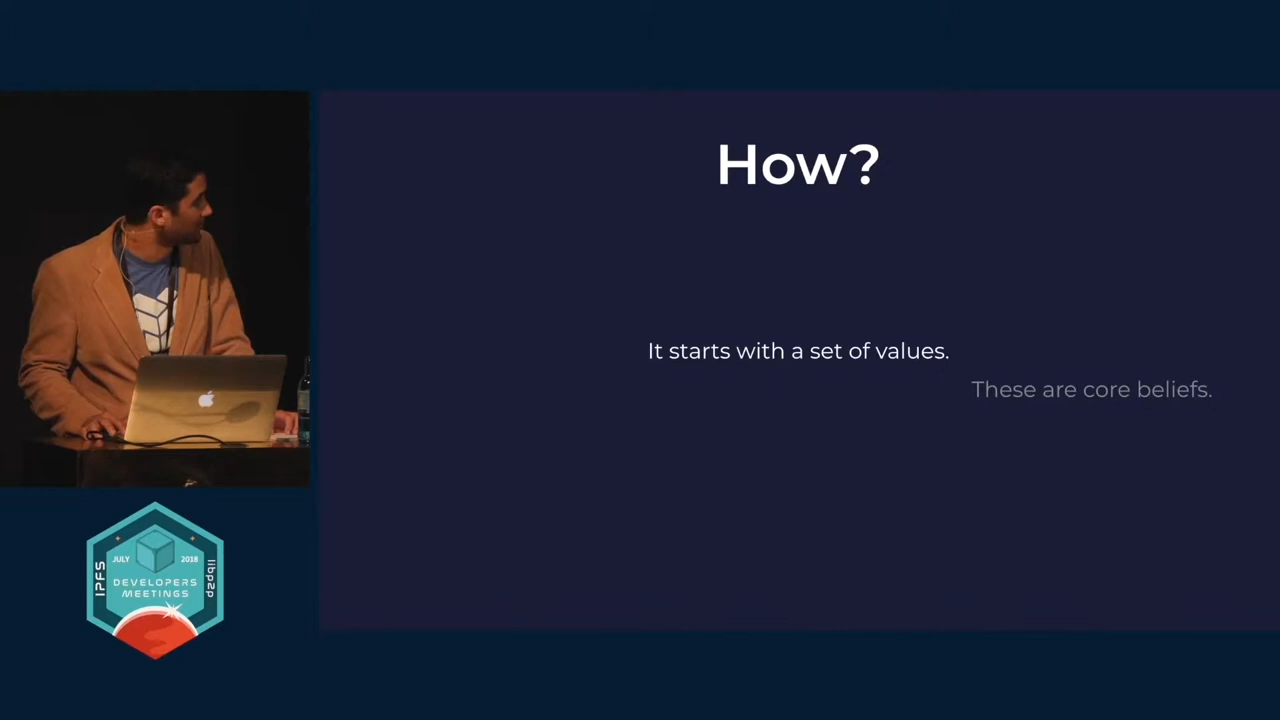 How?
It starts with a set of values.
These are core beliefs.
JULY 2018
IPFS
libp2p
DEVELOPERS
MEETINGS